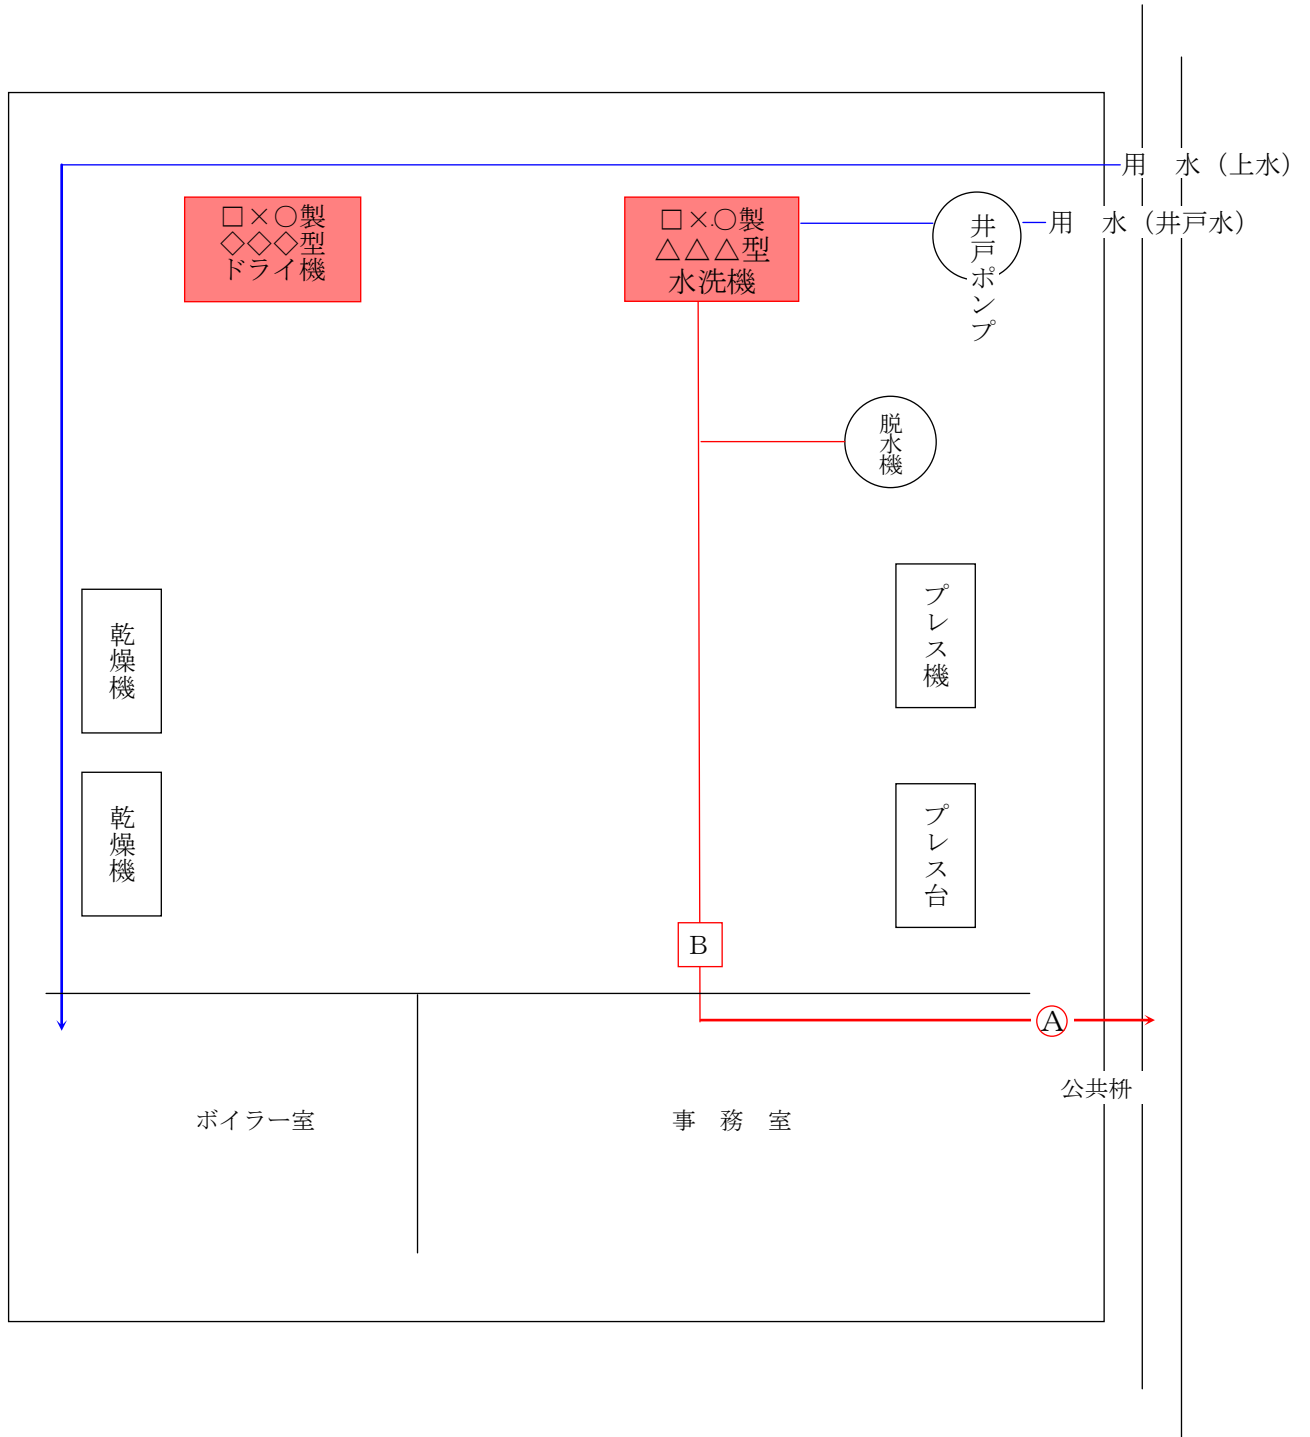 用　水（上水）
用　水（井戸水）
□×○製
◇◇◇型
ドライ機
□×○製
△△△型
水洗機
井戸ポンプ
脱水機
乾燥機
プレス機
乾燥機
プレス台
B
A
公共枡
ボイラー室
事　務　室